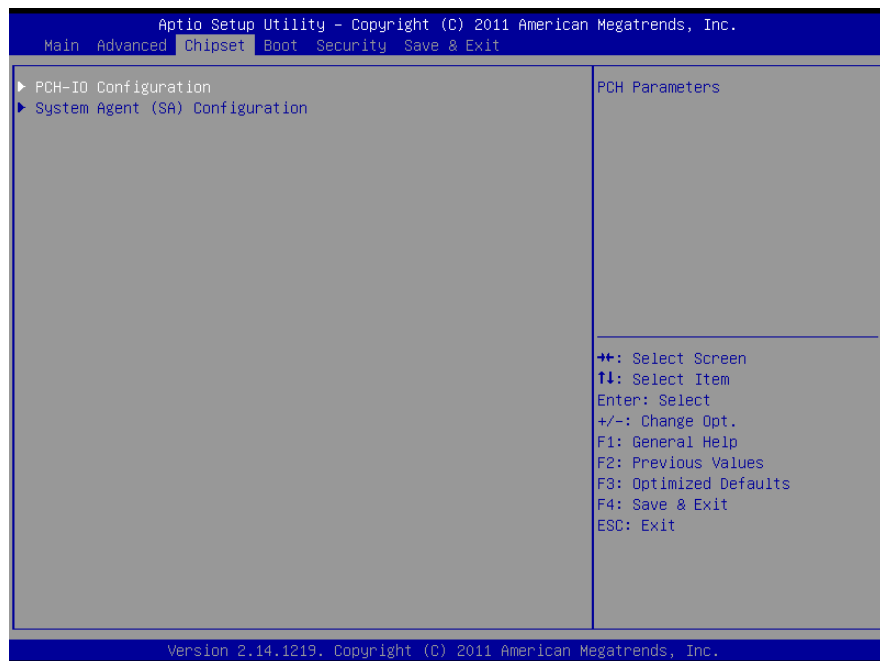 Aptio Setup Utility – Copyright (C) 2011 American Megatrends, Inc.
Main Advanced Chipset Boot Security Save & Exit
PCH-IO Configuration
System Agent (SA) Configuration
PCH Parameters
→←: Select Screen
↑↓: Select Item
Enter: Select
+/-: Change Opt.
F1: General Help
F2: Previous Values
F3: Optimized Defaults
F4: Save & Exit
ESC: Exit
Version 2.14.1219. Copyright (C) 2011 American Megatrends, Inc.